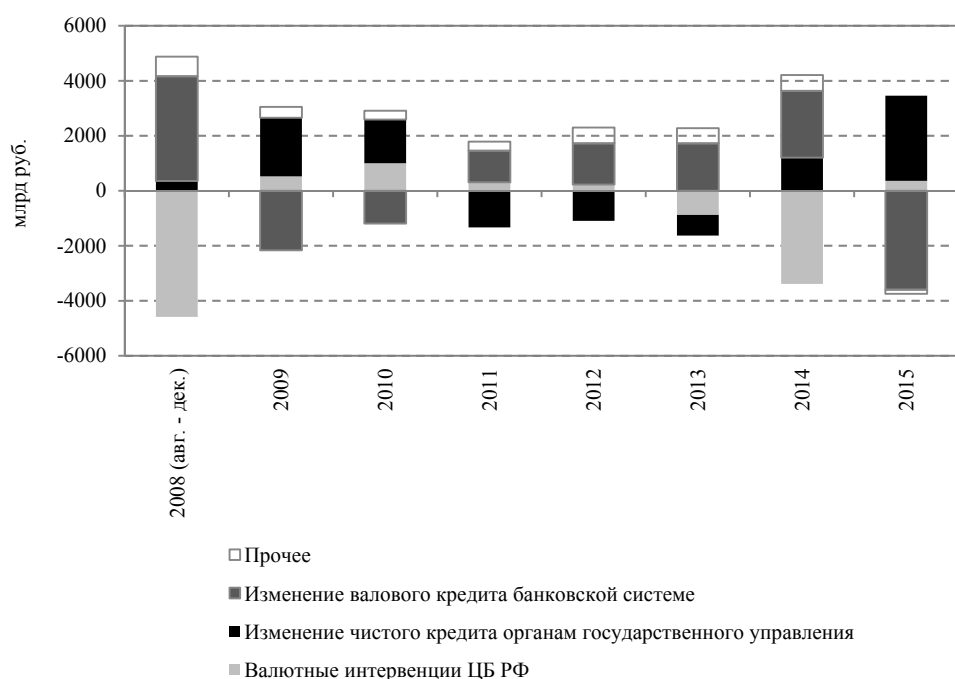 6000
4000
2000
0
-2000
-4000
-6000
млрд руб.
2008 (авг. - дек.)
2009
2010
2011
2012
2013
2014
2015
Прочее
Изменение валового кредита банковской системе
Изменение чистого кредита органам государственного управления
Валютные интервенции ЦБ РФ